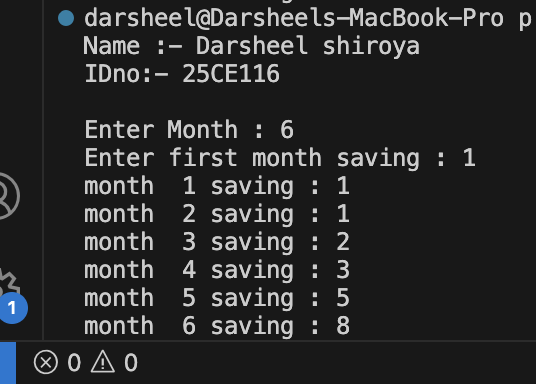 darsheel@Darsheels-MacBook-Pro p
Name :- Darsheel shiroya
IDno:- 25CE116
Enter Month : 6
Enter first month saving : 1
month  1 saving : 1
month  2 saving : 1
month  3 saving : 2
month  4 saving : 3
month  5 saving : 5
month  6 saving : 8
1
0 0